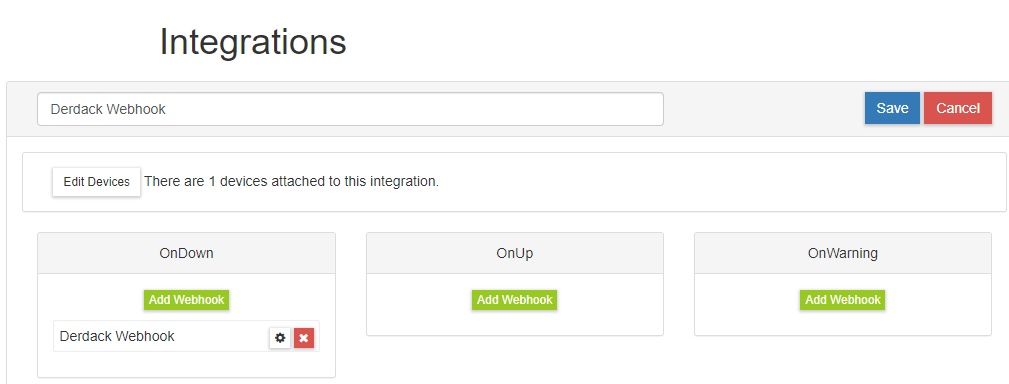 Integrations
Derdack Webhook
Save Cancel
Edit Devices There are 1 devices attached to this integration.
OnDown
Add Webhook
Derdack Webhook
OnUp
Add Webhook
OnWarning
Add Webhook